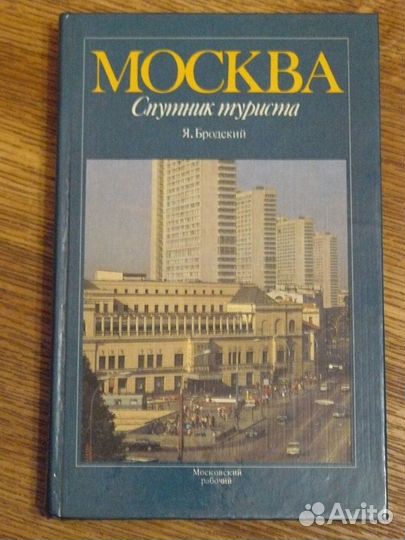 МОСКВА
Спутник туриста
Я. Бродский
Московский
рабочий
Avito